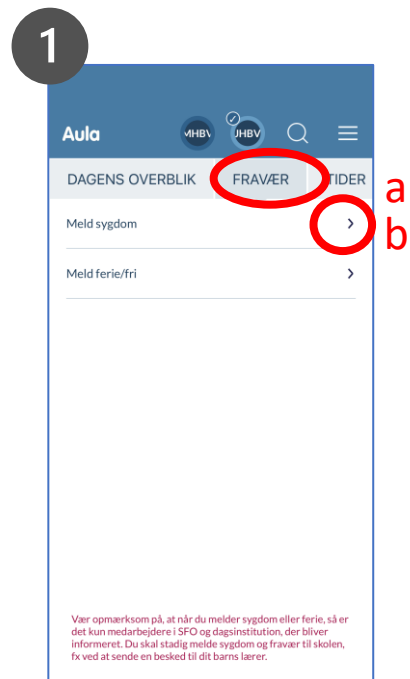 1
Aula MHBV JHBV
DAGENS OVERBLIK FRAVÆR TIDER
a
Meld sygdom
b
Meld ferie/fri
Vær opmærksom på, at når du melder sygdom eller ferie, så er
det kun medarbejdere i SFO og dagsinstitution, der bliver
informeret. Du skal stadig melde sygdom og fravær til skolen,
fx ved at sende en besked til dit barns lærer.